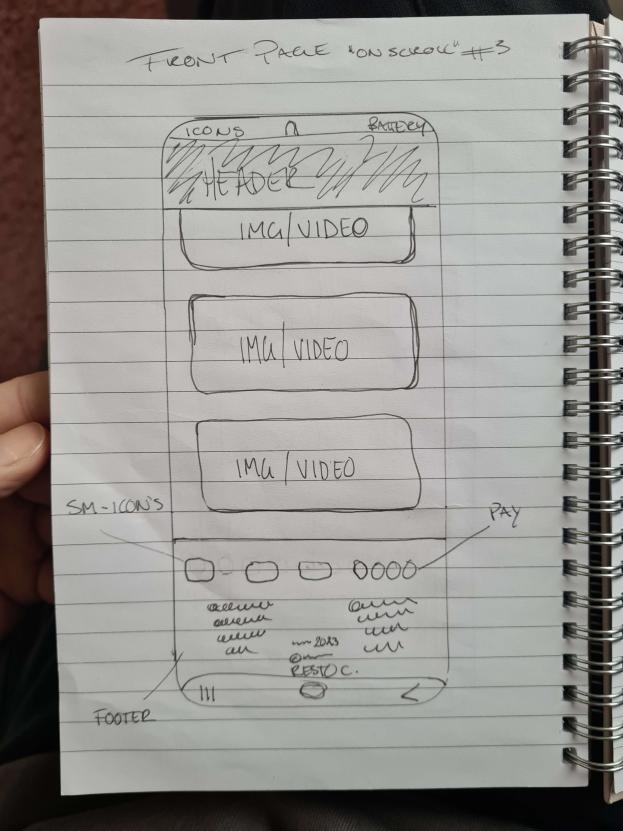 FRONT PAGE "ON SCROLL" #3
ICONS BATTERY
HEADER
IMG/VIDEO
IMG/VIDEO
IMG/VIDEO
SM-ICON'S
PAY
2023
RESTO C.
FOOTER